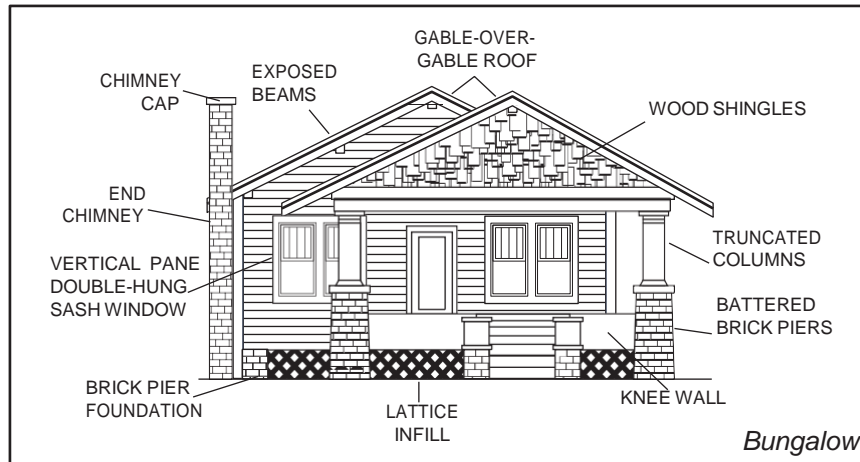 GABLE-OVER-
GABLE ROOF
CHIMNEY
CAP
EXPOSED
BEAMS
WOOD SHINGLES
END
CHIMNEY
VERTICAL PANE
DOUBLE-HUNG
SASH WINDOW
TRUNCATED
COLUMNS
BATTERED
BRICK PIERS
BRICK PIER
FOUNDATION
LATTICE
INFILL
KNEE WALL
Bungalow